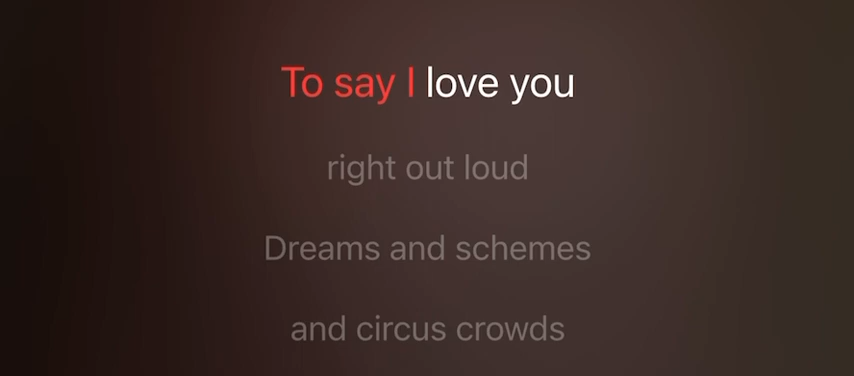 To say I love you
right out loud
Dreams and schemes
and circus crowds